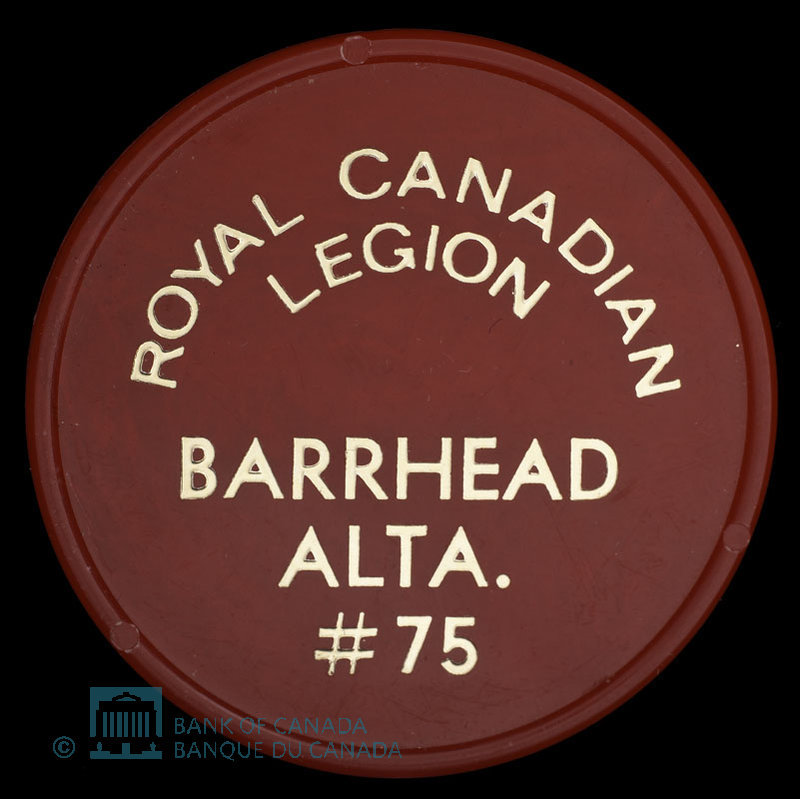 ROYAL CANADIAN
LEGION
BARRHEAD
ALTA.
#75
© BANK OF CANADA
BANQUE DU CANADA